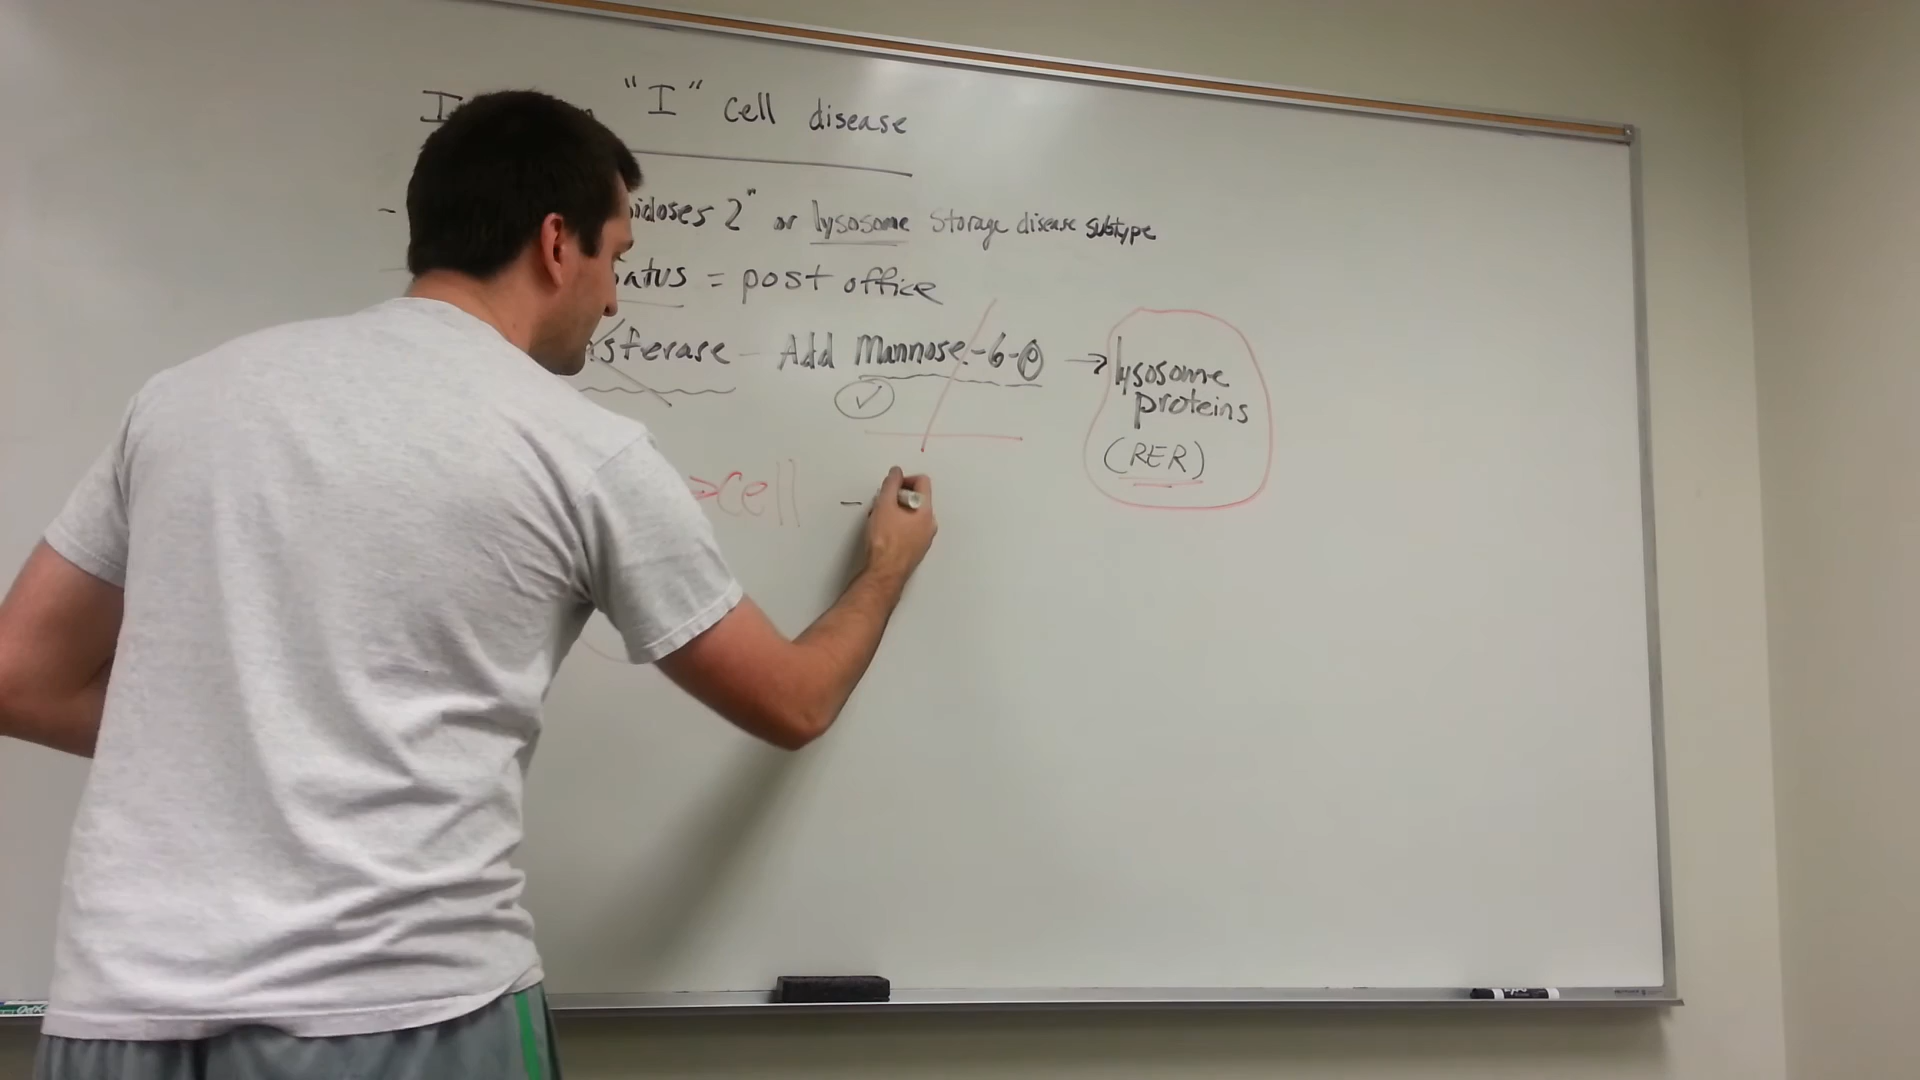 "I" cell disease
idoses 2" or lysosome storage disease subtype
atus = post office
sferase - Add Mannose-6-P → lysosome proteins
(RER)
→cell -